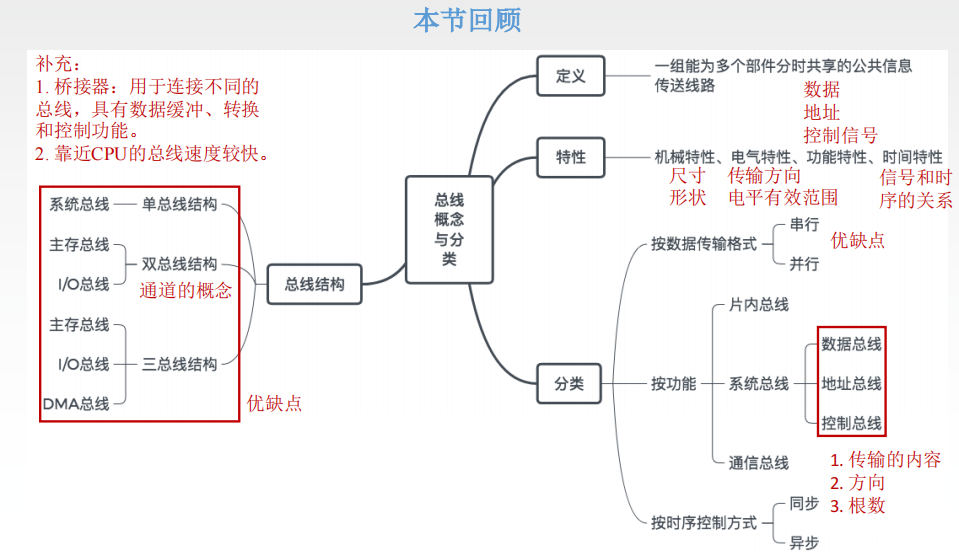 本节回顾
补充：
1. 桥接器：用于连接不同的
总线，具有数据缓冲、转换
和控制功能。
2. 靠近CPU的总线速度较快。
总线
概念
与分
类
定义
一组能为多个部件分时共享的公共信息
传送线路
数据
地址
控制信号
特性
机械特性、电气特性、功能特性、时间特性
尺寸
形状
传输方向
电平有效范围
信号和时
序的关系
总线结构
单总线结构
系统总线
双总线结构
通道的概念
主存总线
I/O总线
三总线结构
主存总线
I/O总线
DMA总线
优缺点
分类
按数据传输格式
串行
并行
优缺点
按功能
片内总线
系统总线
数据总线
地址总线
控制总线
1. 传输的内容
2. 方向
3. 根数
通信总线
按时序控制方式
同步
异步